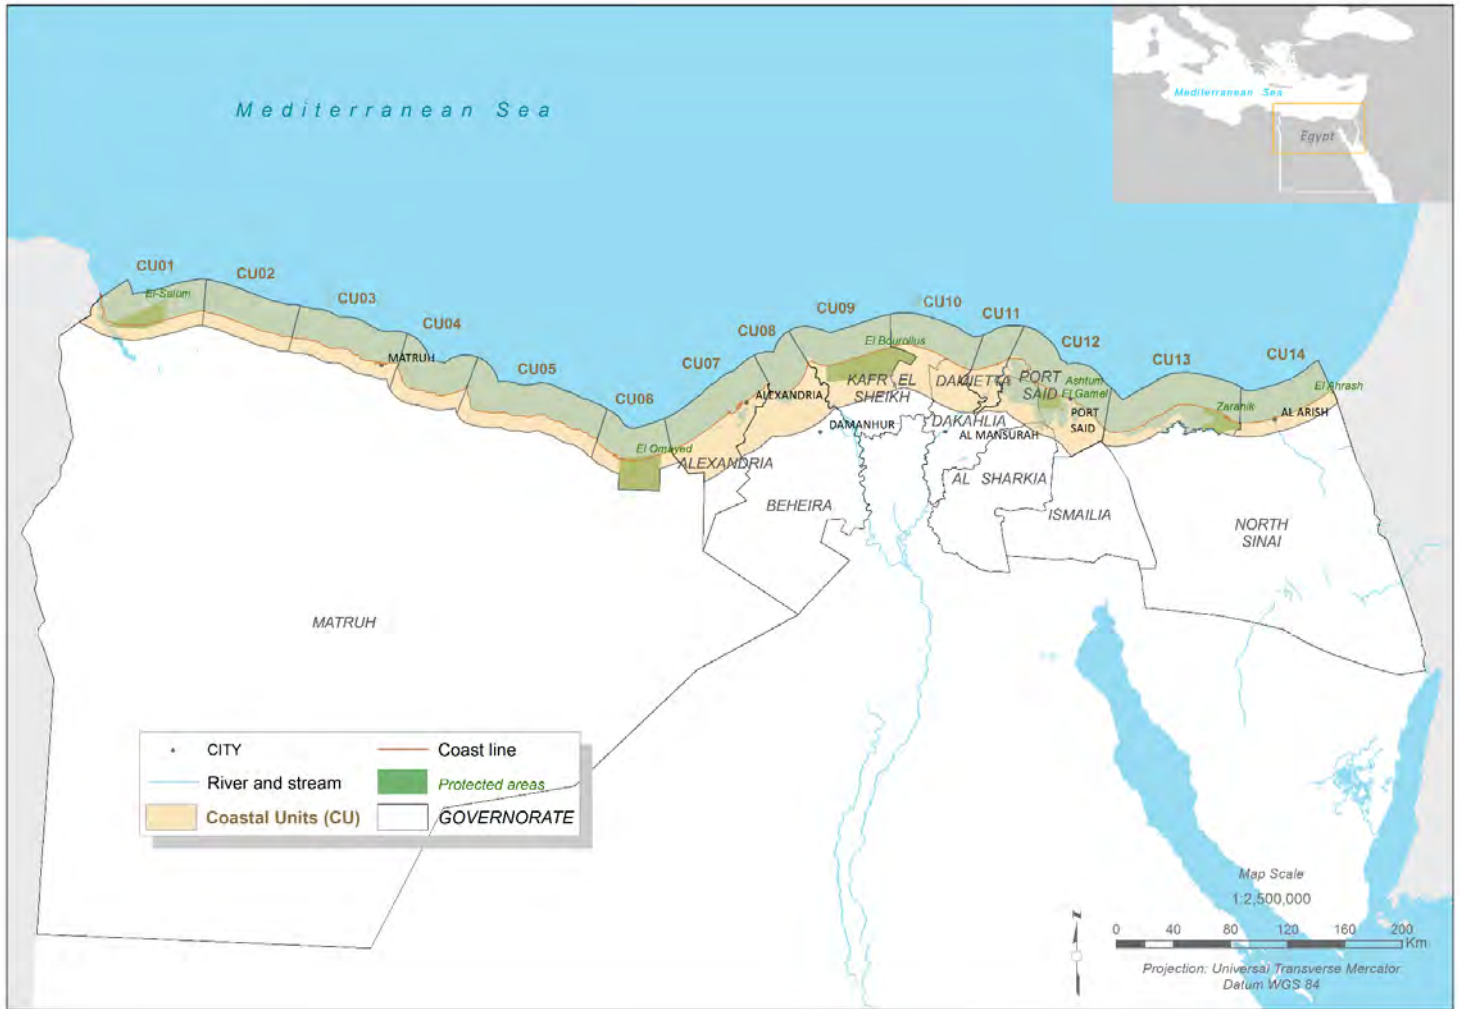 Mediterranean Sea
Mediterranean Sea
Egypt
CU01
CU02
CU03
CU04
CU05
CU06
CU07
CU08
CU09
CU10
CU11
CU12
CU13
CU14
El-Salum
MATRUH
El Omayed
ALEXANDRIA
ALEXANDRIA
El Bourollus
KAFR EL
SHEIKH
DAMANHUR
BEHEIRA
DAMIETTA
DAKAHLIA
AL MANSURAH
AL SHARKIA
PORT
SAID
Ashtum
El Gamel
PORT
SAID
ISMAILIA
Zaranik
AL ARISH
El Ahrash
NORTH
SINAI
MATRUH
CITY
Coast line
River and stream
Protected areas
Coastal Units (CU)
GOVERNORATE
Map Scale
1:2,500,000
N
0 40 80 120 160 200
Km
Projection: Universal Transverse Mercator
Datum WGS 84